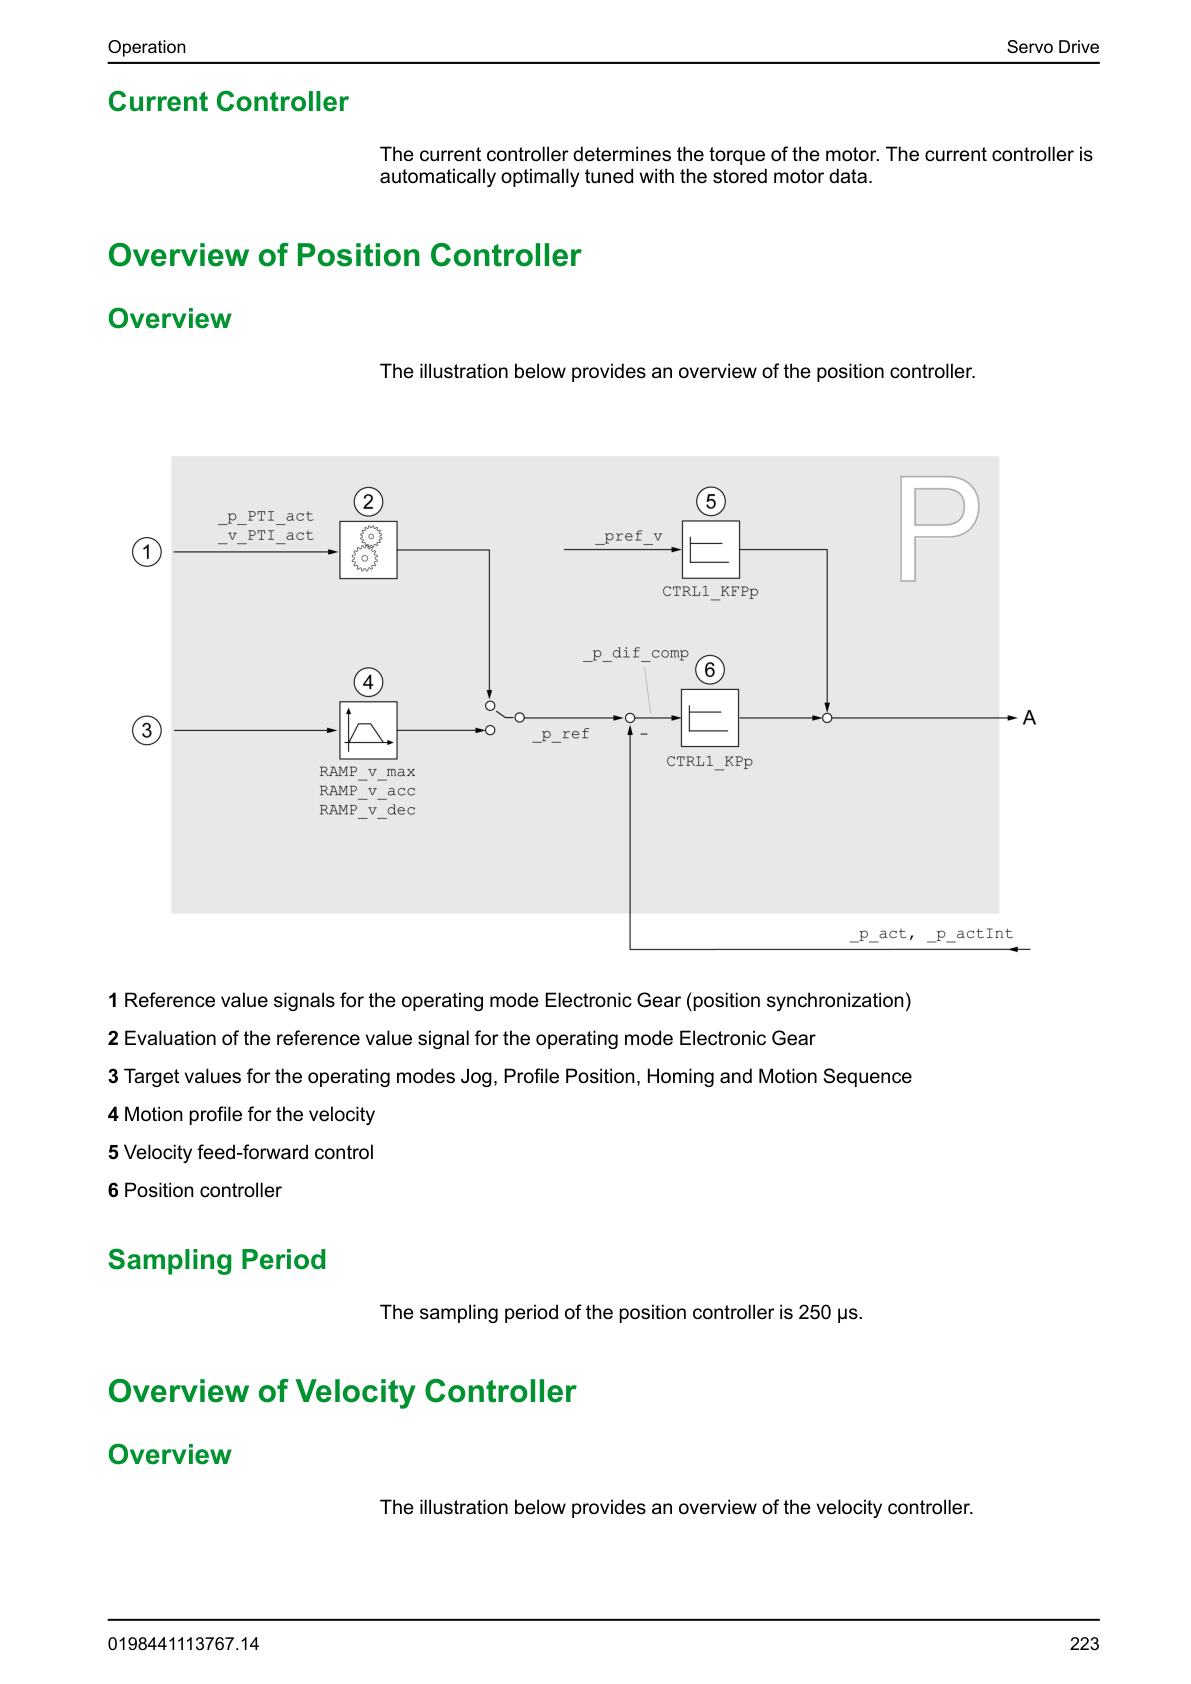 Operation
Servo Drive
Current Controller
The current controller determines the torque of the motor. The current controller is
automatically optimally tuned with the stored motor data.
Overview of Position Controller
Overview
The illustration below provides an overview of the position controller.
P
2
5
_p_PTI_act
_v_PTI_act
_pref_v
1
CTRL1_KFPp
_p_dif_comp
6
4
3
_p_ref
-
A
CTRL1_KPp
RAMP_v_max
RAMP_v_acc
RAMP_v_dec
_p_act, _p_actInt
1 Reference value signals for the operating mode Electronic Gear (position synchronization)
2 Evaluation of the reference value signal for the operating mode Electronic Gear
3 Target values for the operating modes Jog, Profile Position, Homing and Motion Sequence
4 Motion profile for the velocity
5 Velocity feed-forward control
6 Position controller
Sampling Period
The sampling period of the position controller is 250 µs.
Overview of Velocity Controller
Overview
The illustration below provides an overview of the velocity controller.
0198441113767.14
223